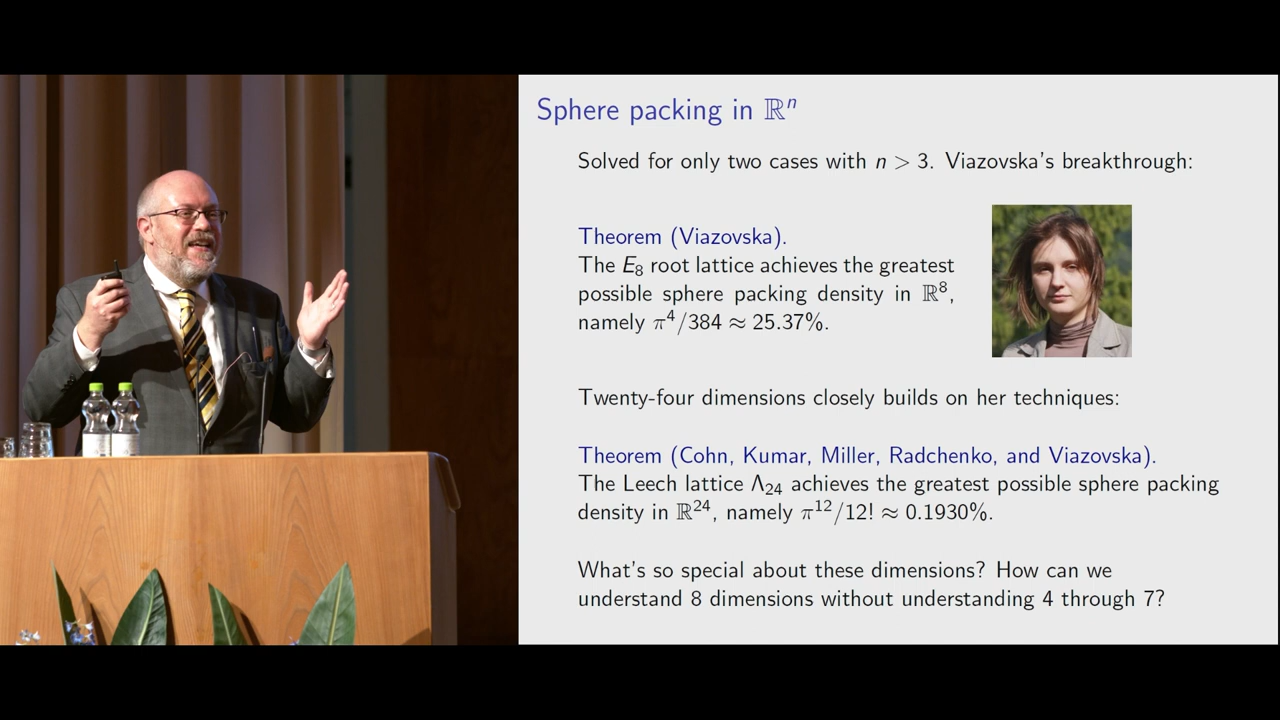 Sphere packing in ℝⁿ
Solved for only two cases with n > 3. Viazovska's breakthrough:
Theorem (Viazovska).
The E₈ root lattice achieves the greatest
possible sphere packing density in ℝ⁸,
namely π⁴/384 ≈ 25.37%.
Twenty-four dimensions closely builds on her techniques:
Theorem (Cohn, Kumar, Miller, Radchenko, and Viazovska).
The Leech lattice Λ₂₄ achieves the greatest possible sphere packing
density in ℝ²⁴, namely π¹²/12! ≈ 0.1930%.
What's so special about these dimensions? How can we
understand 8 dimensions without understanding 4 through 7?